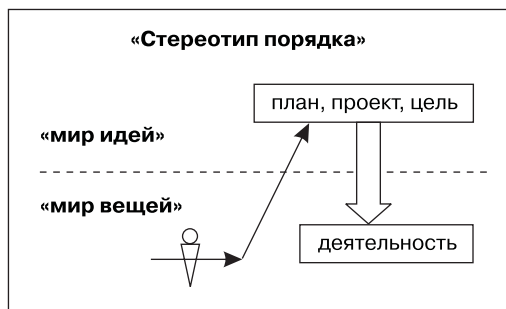 «Стереотип порядка»
план, проект, цель
«мир идей»
«мир вещей»
деятельность